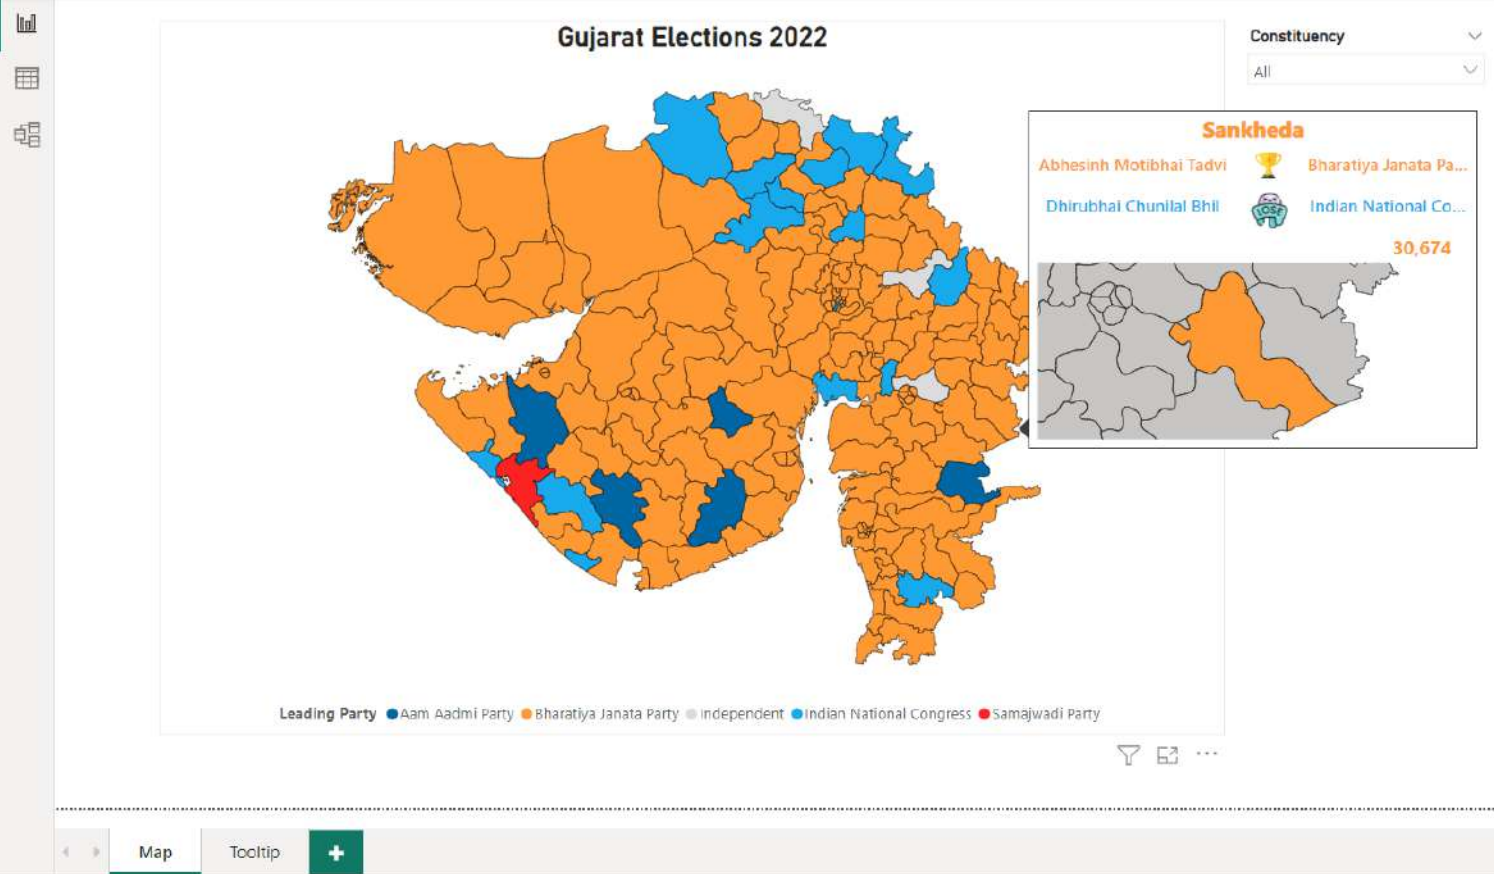 Gujarat Elections 2022
Constituency
All
Sankheda
Abhesinh Motibhai Tadvi Bharatiya Janata Pa...
Dhirubhai Chunilal Bhil LOSE Indian National Co...
30,674
Leading Party Aam Aadmi Party Bharatiya Janata Party Independent Indian National Congress Samajwadi Party
Map Tooltip